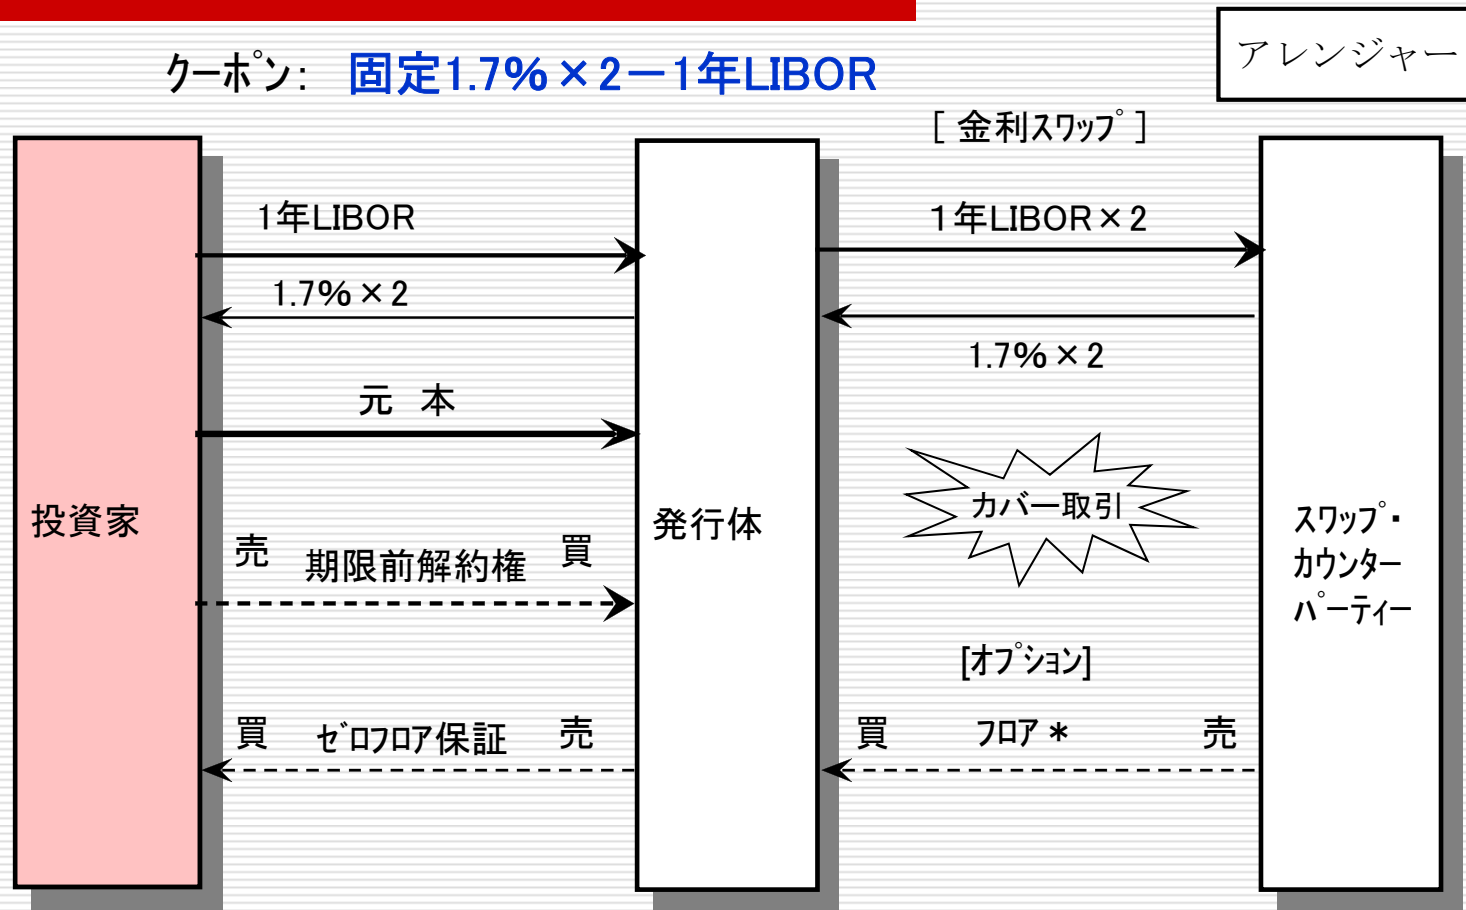 アレンジャー
クーポン： 固定1.7%×2－1年LIBOR
[ 金利スワップ ]
1年LIBOR
１年LIBOR×2
1.7%×2
1.7%×2
元 本
カバー取引
投資家
発行体
スワップ・
カウンター
パーティー
売 期限前解約権 買
[オプション]
買 ゼロフロア保証 売
買 フロア＊ 売